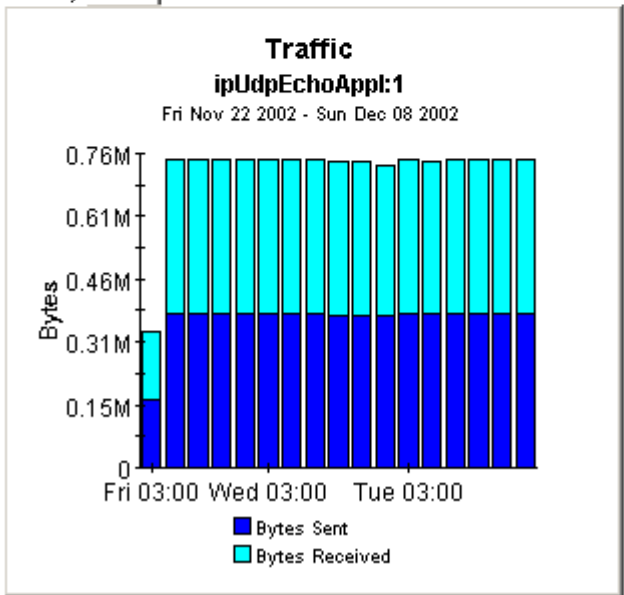 Traffic
ipUdpEchoAppl:1
Fri Nov 22 2002 - Sun Dec 08 2002
0.76M
0.61M
0.46M
0.31M
0.15M
0
Bytes
Fri 03:00 Wed 03:00 Tue 03:00
Bytes Sent
Bytes Received